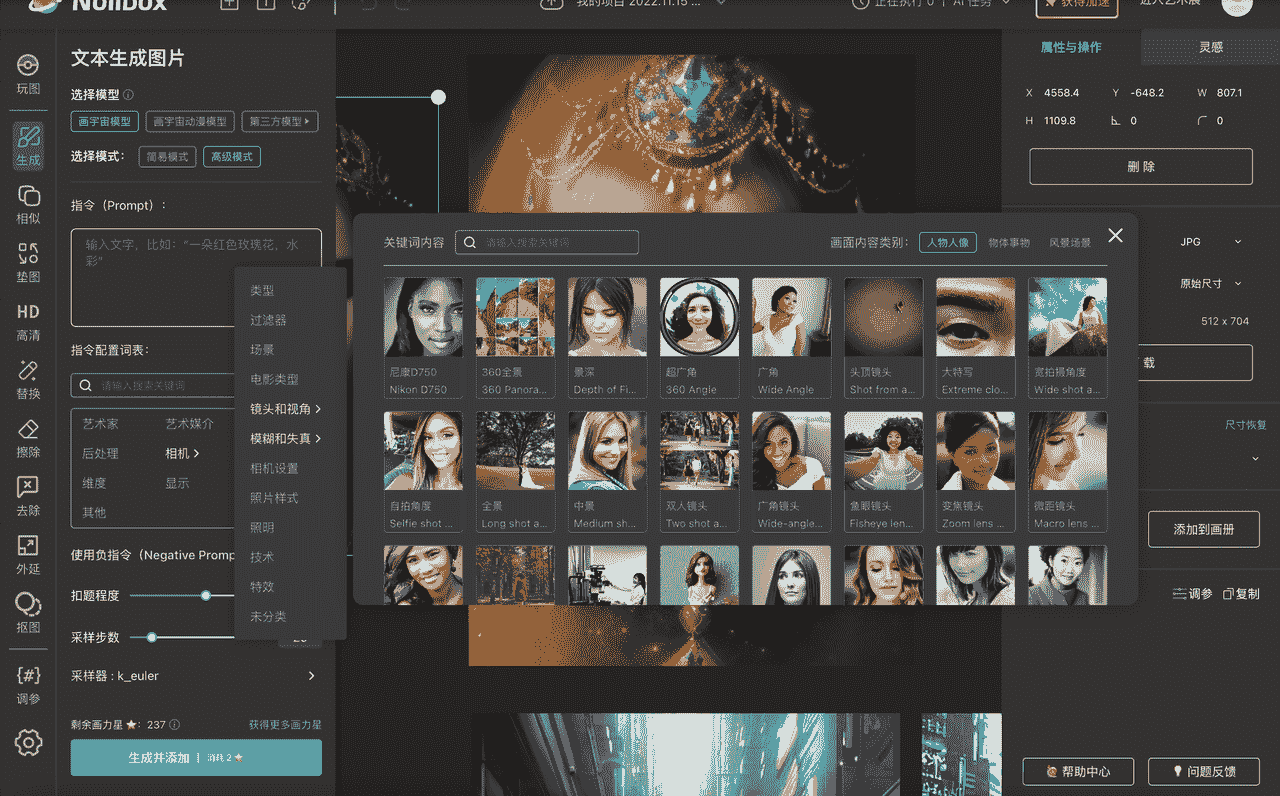 Nolibox
我的项目 2022.11.15 ...
正在执行 0 | AI 任务
获得加速
进入艺术展
玩图
生成
相似
垫图
HD
高清
替换
擦除
去除
外延
抠图
{#}
调参
文本生成图片
选择模型
画宇宙模型
画宇宙动漫模型
第三方模型
选择模式：
简易模式
高级模式
指令（Prompt）：
输入文字，比如：“一朵红色玫瑰花，水
彩”
指令配置词表：
请输入搜索关键词
艺术家
艺术媒介
后处理
相机
维度
显示
其他
使用负指令（Negative Promp
扣题程度
采样步数
采样器 : k_euler
剩余画力星 ：237
获得更多画力星
生成并添加 | 消耗 2
类型
过滤器
场景
电影类型
镜头和视角
模糊和失真
相机设置
照片样式
照明
技术
特效
未分类
关键词内容
请输入搜索关键词
画面内容类别：
人物人像
物体事物
风景场景
尼康D750
Nikon D750
360全景
360 Panora...
景深
Depth of Fi...
超广角
360 Angle
广角
Wide Angle
头顶镜头
Shot from a...
大特写
Extreme clo...
宽拍摄角度
Wide shot a...
自拍角度
Selfie shot ...
全景
Long shot a...
中景
Medium sh...
双人镜头
Two shot a...
广角镜头
Wide-angle...
鱼眼镜头
Fisheye len...
变焦镜头
Zoom lens ...
微距镜头
Macro lens ...
属性与操作
灵感
X 4558.4
Y -648.2
W 807.1
H 1109.8
0
0
删 除
JPG
原始尺寸
512 x 704
载
尺寸恢复
添加到画册
调参
复制
帮助中心
问题反馈